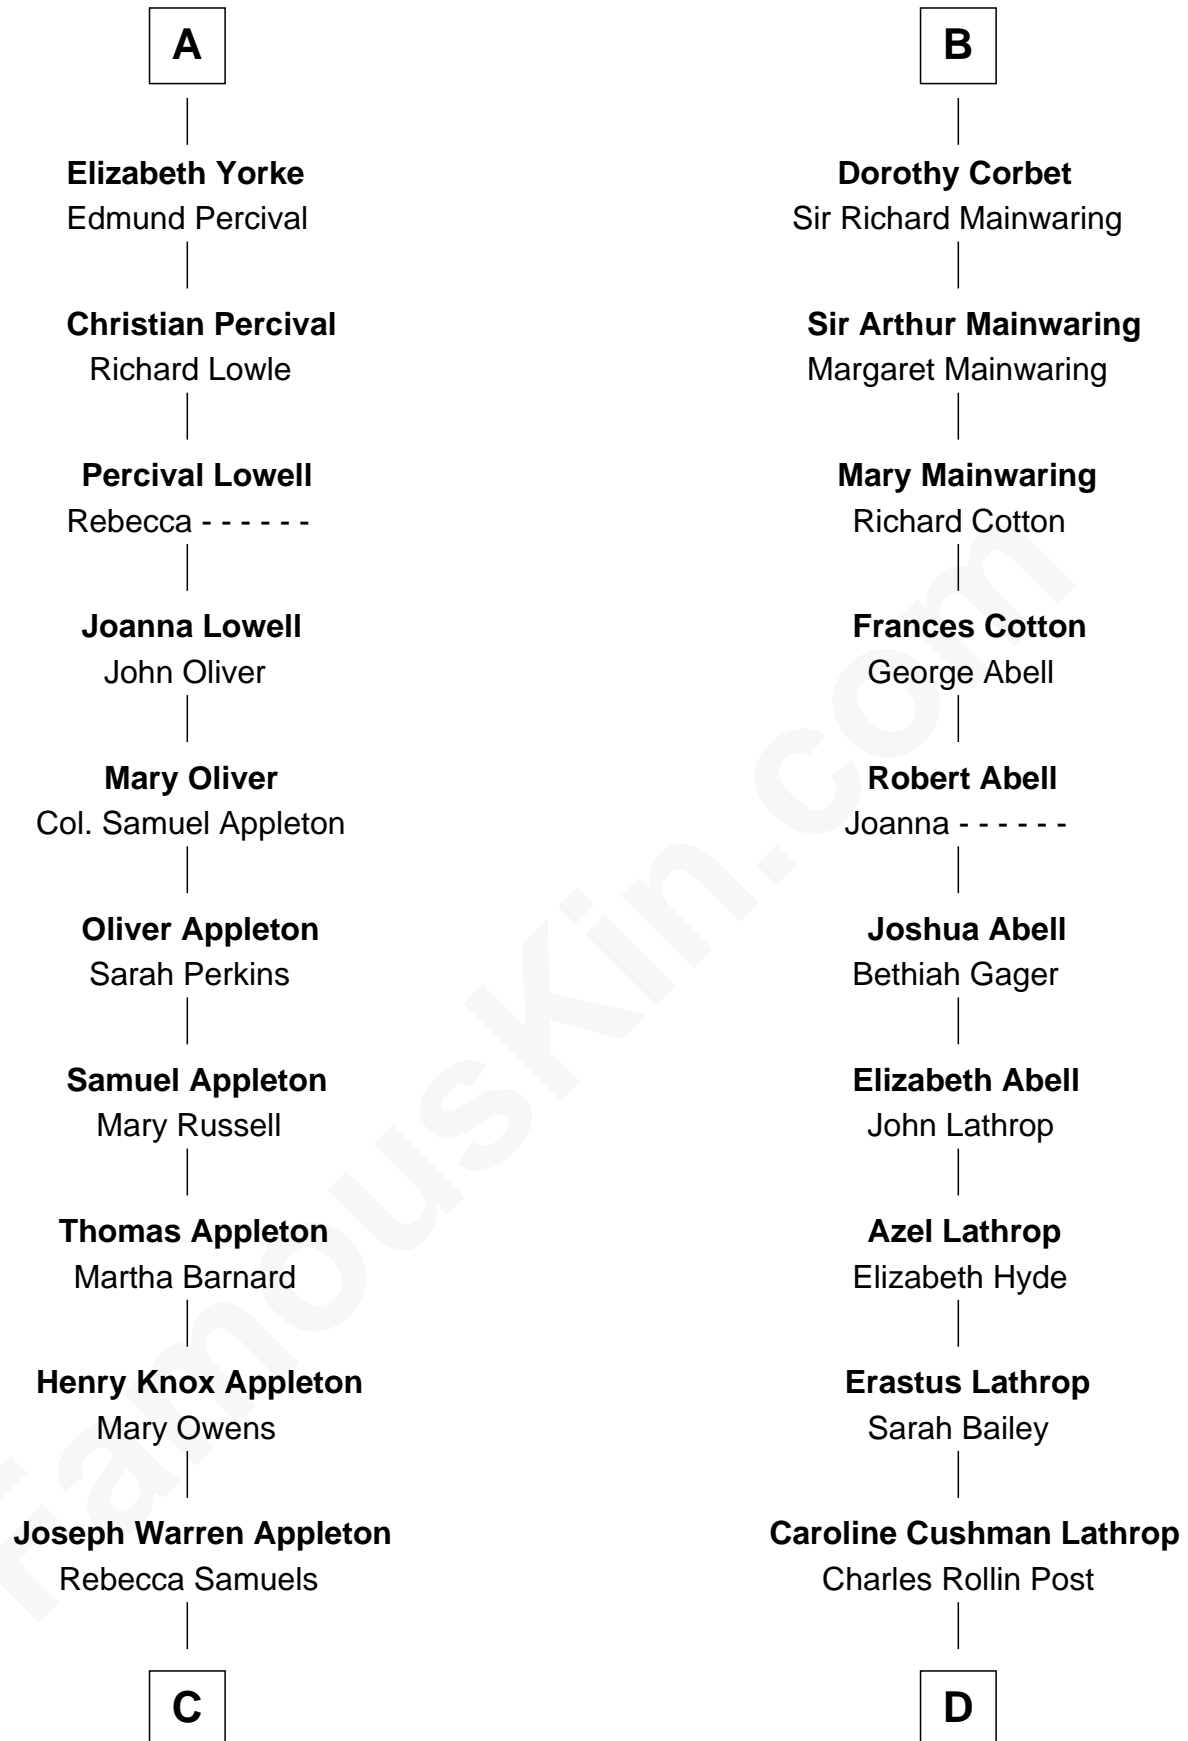 A
Elizabeth Yorke
Edmund Percival
Christian Percival
Richard Lowle
Percival Lowell
Rebecca - - - - - -
Joanna Lowell
John Oliver
Mary Oliver
Col. Samuel Appleton
Oliver Appleton
Sarah Perkins
Samuel Appleton
Mary Russell
Thomas Appleton
Martha Barnard
Henry Knox Appleton
Mary Owens
Joseph Warren Appleton
Rebecca Samuels
C
B
Dorothy Corbet
Sir Richard Mainwaring
Sir Arthur Mainwaring
Margaret Mainwaring
Mary Mainwaring
Richard Cotton
Frances Cotton
George Abell
Robert Abell
Joanna - - - - - -
Joshua Abell
Bethiah Gager
Elizabeth Abell
John Lathrop
Azel Lathrop
Elizabeth Hyde
Erastus Lathrop
Sarah Bailey
Caroline Cushman Lathrop
Charles Rollin Post
D
FamousKin.com